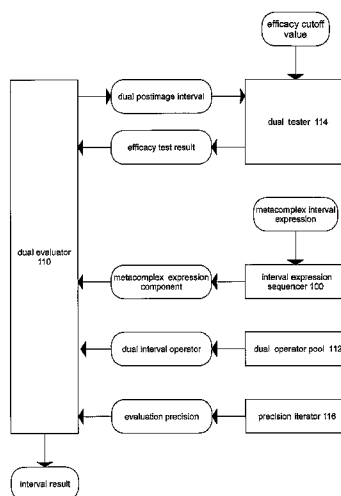 efficacy cutoff
value
dual postimage interval
dual tester 114
efficacy test result
metacomplex interval
expression
dual evaluator
110
metacomplex expression
component
interval expression
sequencer 100
dual interval operator
dual operator pool 112
evaluation precision
precision iterator 116
interval result